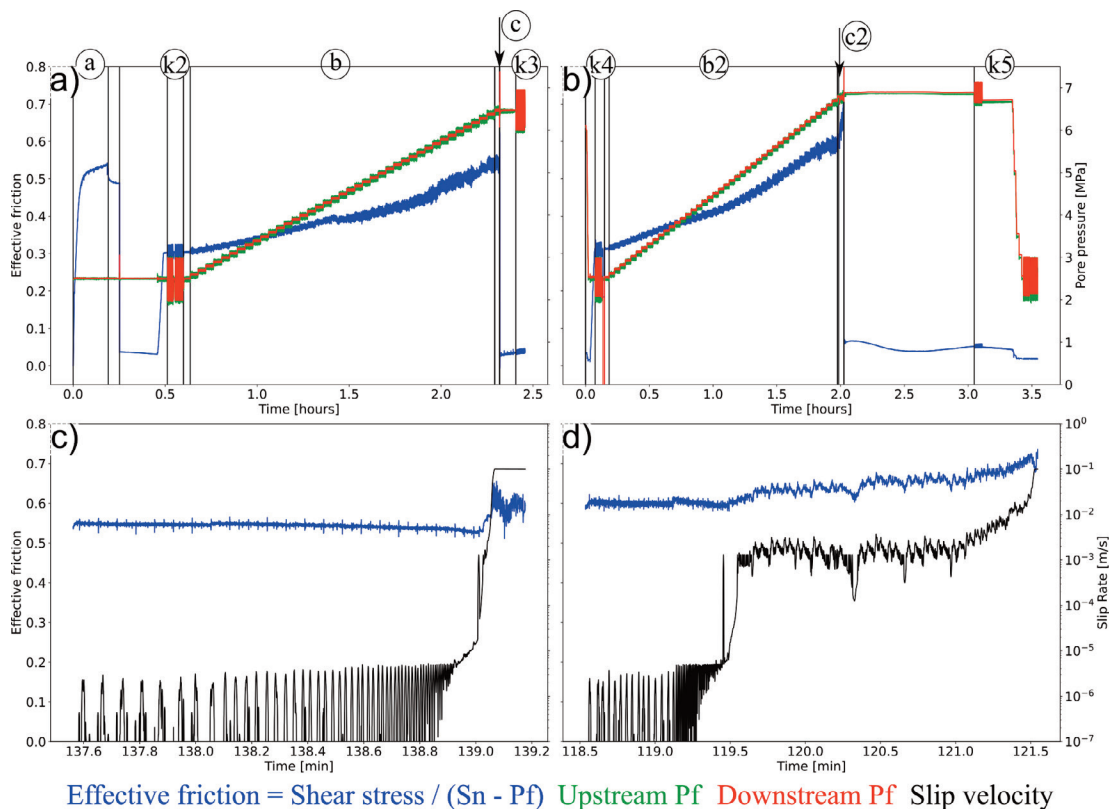 c
c2
a k2 b k3
k4 b2 k5
a) b)
0.8 0.7 0.6 0.5 0.4 0.3 0.2 0.1 0.0
Effective friction
7 6 5 4 3 2 1 0
Pore pressure [MPa]
0.0 0.5 1.0 1.5 2.0 2.5
Time [hours]
0.0 0.5 1.0 1.5 2.0 2.5 3.0 3.5
Time [hours]
c) d)
0.8 0.7 0.6 0.5 0.4 0.3 0.2 0.1 0.0
Effective friction
10⁰ 10⁻¹ 10⁻² 10⁻³ 10⁻⁴ 10⁻⁵ 10⁻⁶ 10⁻⁷
Slip Rate [m/s]
137.6 137.8 138.0 138.2 138.4 138.6 138.8 139.0 139.2
Time [min]
118.5 119.0 119.5 120.0 120.5 121.0 121.5
Time [min]
Effective friction = Shear stress / (Sn - Pf) Upstream Pf Downstream Pf Slip velocity